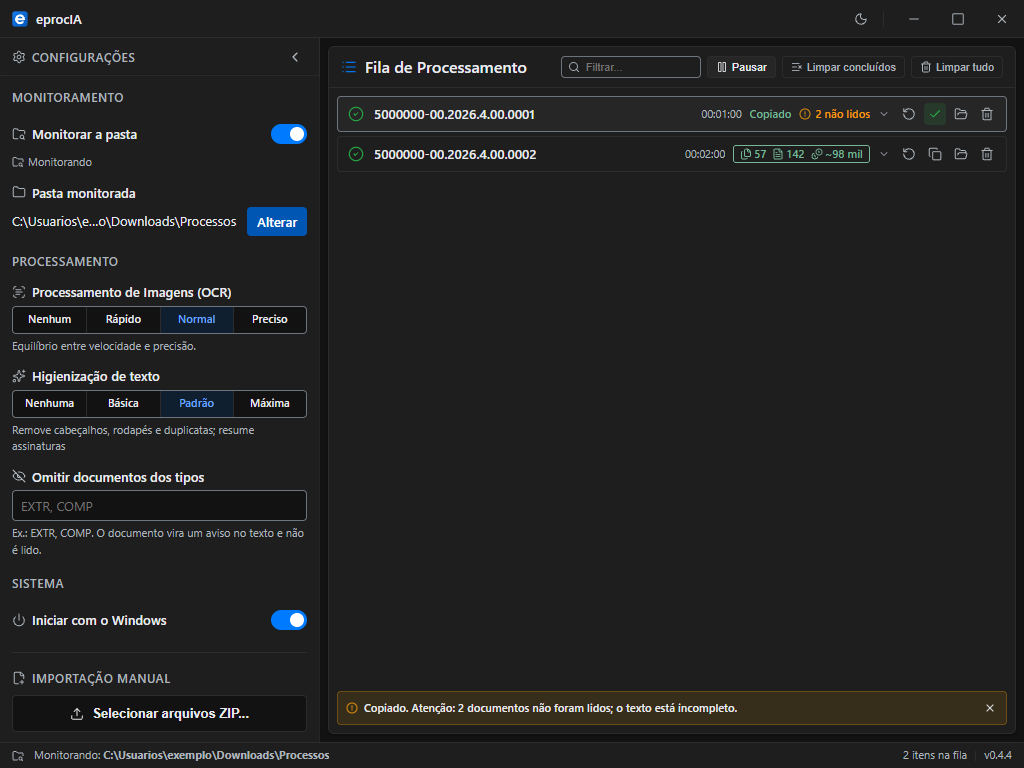 eprocIA
CONFIGURAÇÕES
MONITORAMENTO
Monitorar a pasta
Monitorando
Pasta monitorada
C:\Usuarios\e...o\Downloads\Processos
Alterar
PROCESSAMENTO
Processamento de Imagens (OCR)
Nenhum Rápido Normal Preciso
Equilíbrio entre velocidade e precisão.
Higienização de texto
Nenhuma Básica Padrão Máxima
Remove cabeçalhos, rodapés e duplicatas; resume
assinaturas
Omitir documentos dos tipos
EXTR, COMP
Ex.: EXTR, COMP. O documento vira um aviso no texto e não
é lido.
SISTEMA
Iniciar com o Windows
IMPORTAÇÃO MANUAL
Selecionar arquivos ZIP...
Fila de Processamento
Filtrar...
Pausar
Limpar concluídos
Limpar tudo
5000000-00.2026.4.00.0001 00:01:00 Copiado 2 não lidos
5000000-00.2026.4.00.0002 00:02:00 57 142 ~98 mil
Copiado. Atenção: 2 documentos não foram lidos; o texto está incompleto.
Monitorando: C:\Usuarios\exemplo\Downloads\Processos
2 itens na fila v0.4.4